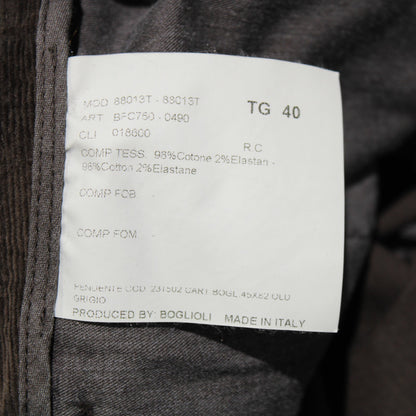 MOD 88013T - 88013T
TG 40
ART BFC750 - 0490
CLI 018600
R.C
COMP TESS. 98%Cotone 2%Elastan -
98%Cotton 2%Elastane
COMP FOB
COMP FOM
PENDENTE COD. 231502 CART BOGL 45X82 OLD
GRIGIO
PRODUCED BY: BOGLIOLI MADE IN ITALY